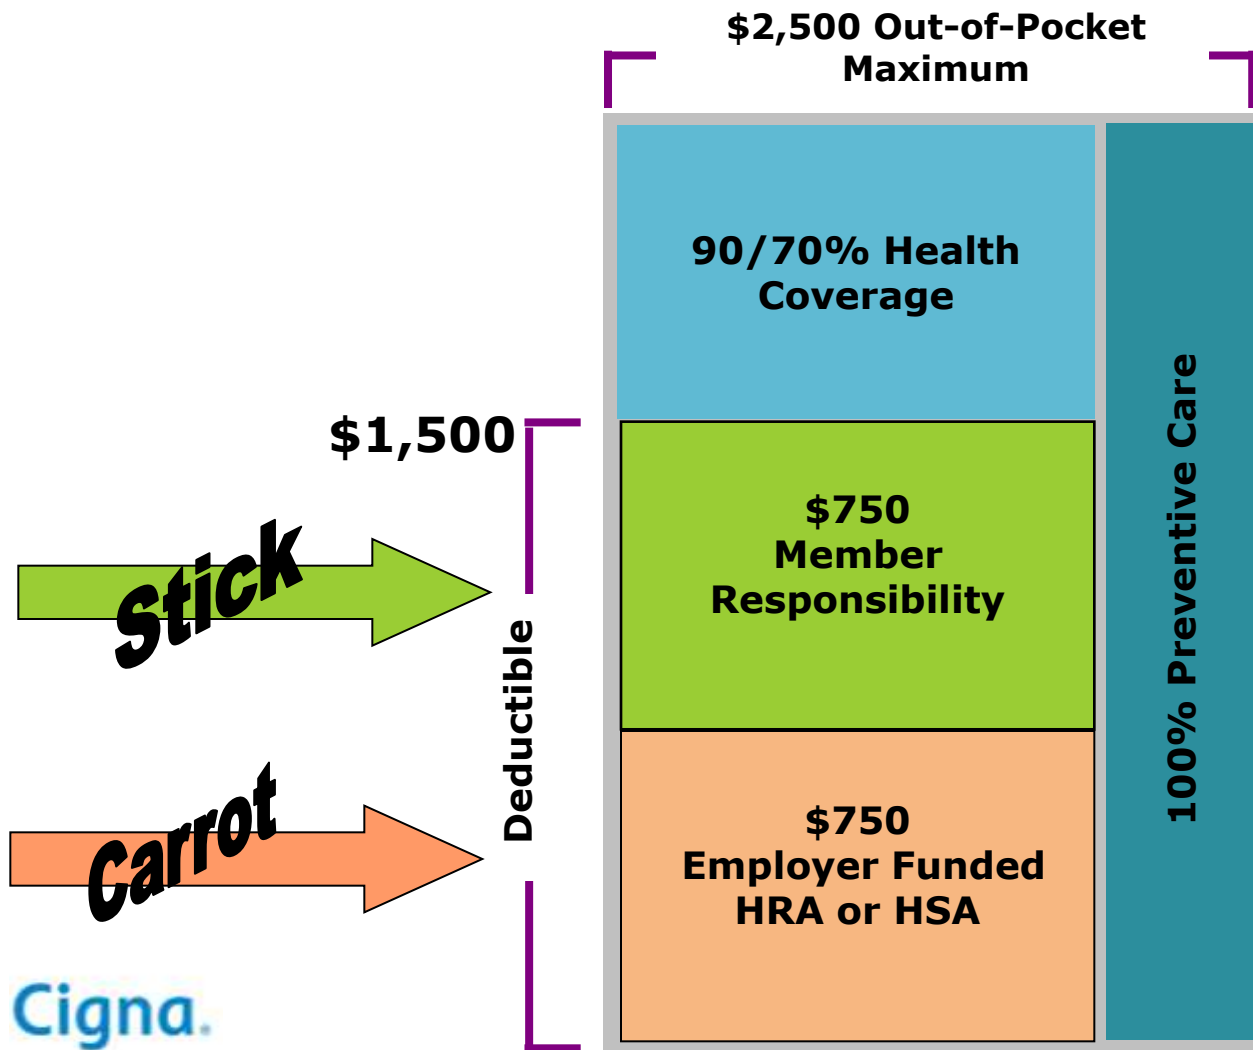 $2,500 Out-of-Pocket
Maximum
90/70% Health
Coverage
$1,500
$750
Member
Responsibility
Stick
Deductible
100% Preventive Care
Carrot
$750
Employer Funded
HRA or HSA
Cigna.